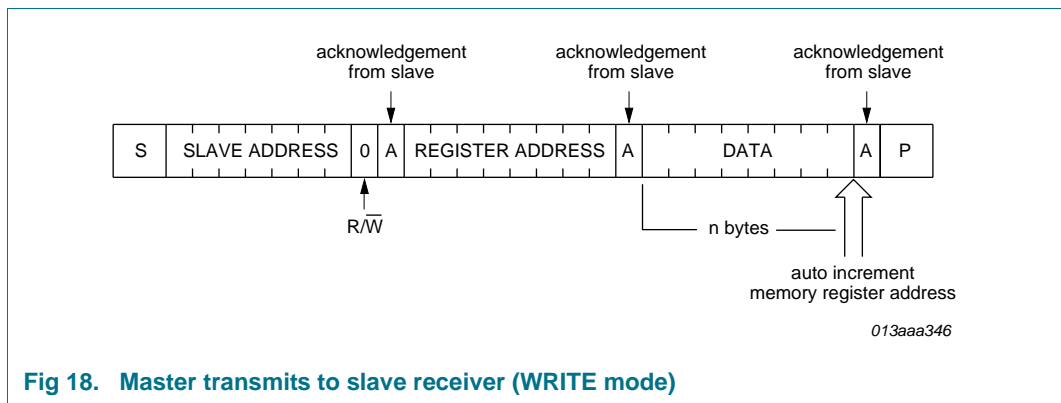 acknowledgement
from slave
acknowledgement
from slave
acknowledgement
from slave
S SLAVE ADDRESS 0 A REGISTER ADDRESS A DATA A P
R/W̅
n bytes
auto increment
memory register address
013aaa346
Fig 18. Master transmits to slave receiver (WRITE mode)